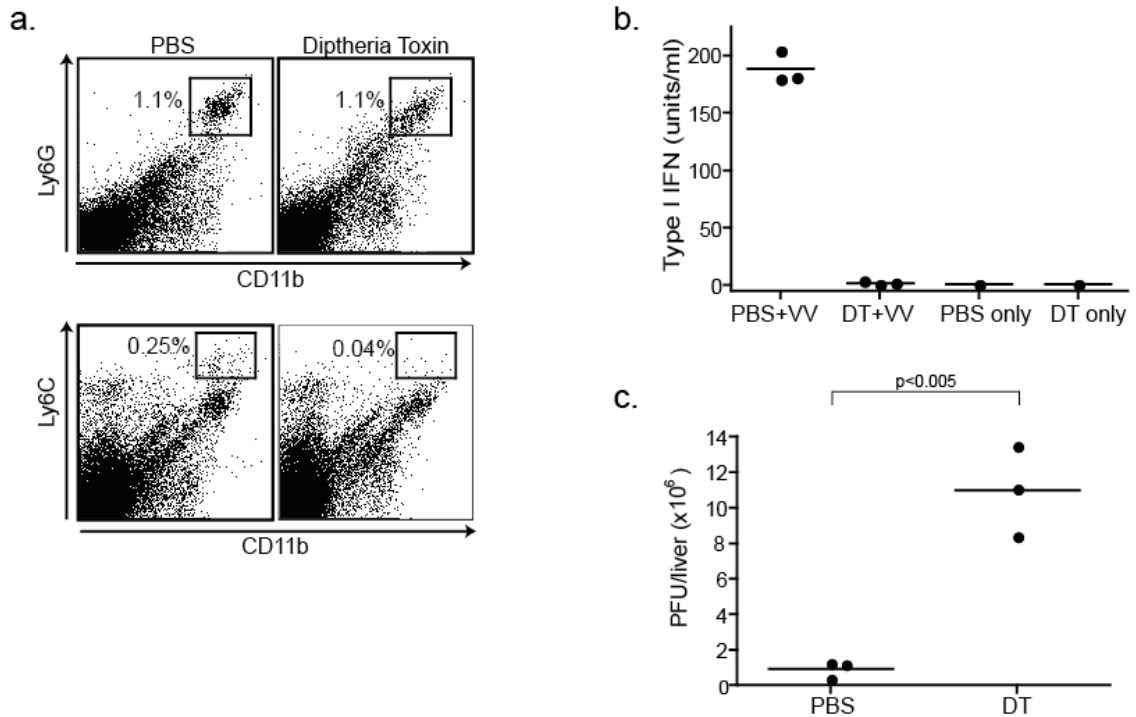 a.
PBS
Diptheria Toxin
1.1%
1.1%
Ly6G
CD11b
0.25%
0.04%
Ly6C
CD11b
b.
Type I IFN (units/ml)
200
150
100
50
0
PBS+VV
DT+VV
PBS only
DT only
c.
p<0.005
PFU/liver (x10⁶)
14
12
10
8
6
4
2
0
PBS
DT